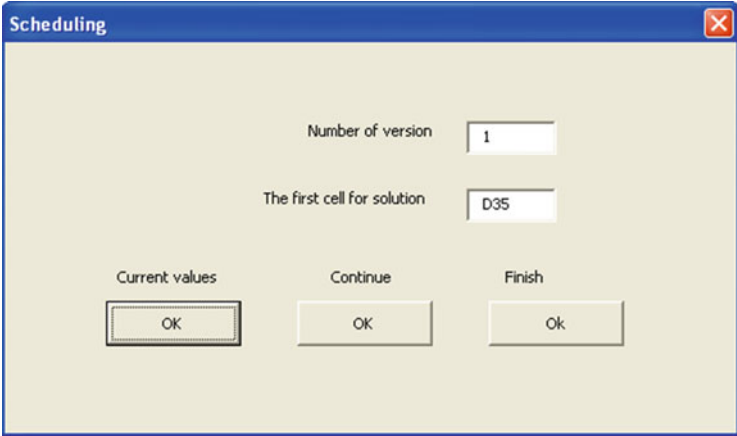 Scheduling
Number of version 1
The first cell for solution D35
Current values Continue Finish
OK OK Ok